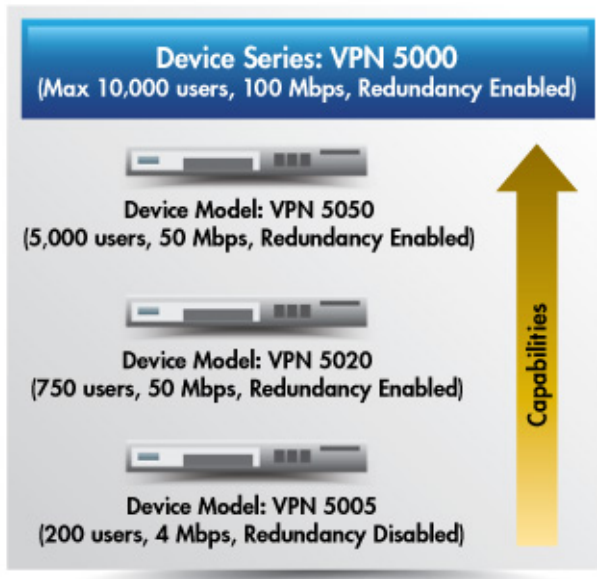 Device Series: VPN 5000
(Max 10,000 users, 100 Mbps, Redundancy Enabled)
Device Model: VPN 5050
(5,000 users, 50 Mbps, Redundancy Enabled)
Device Model: VPN 5020
(750 users, 50 Mbps, Redundancy Enabled)
Device Model: VPN 5005
(200 users, 4 Mbps, Redundancy Disabled)
Capabilities